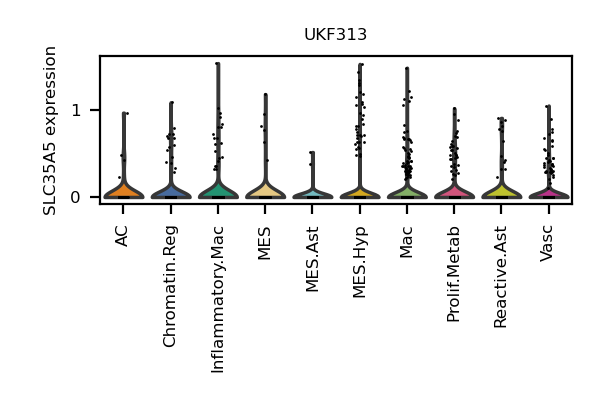 UKF313
SLC35A5 expression
1
0
AC
Chromatin.Reg
Inflammatory.Mac
MES
MES.Ast
MES.Hyp
Mac
Prolif.Metab
Reactive.Ast
Vasc